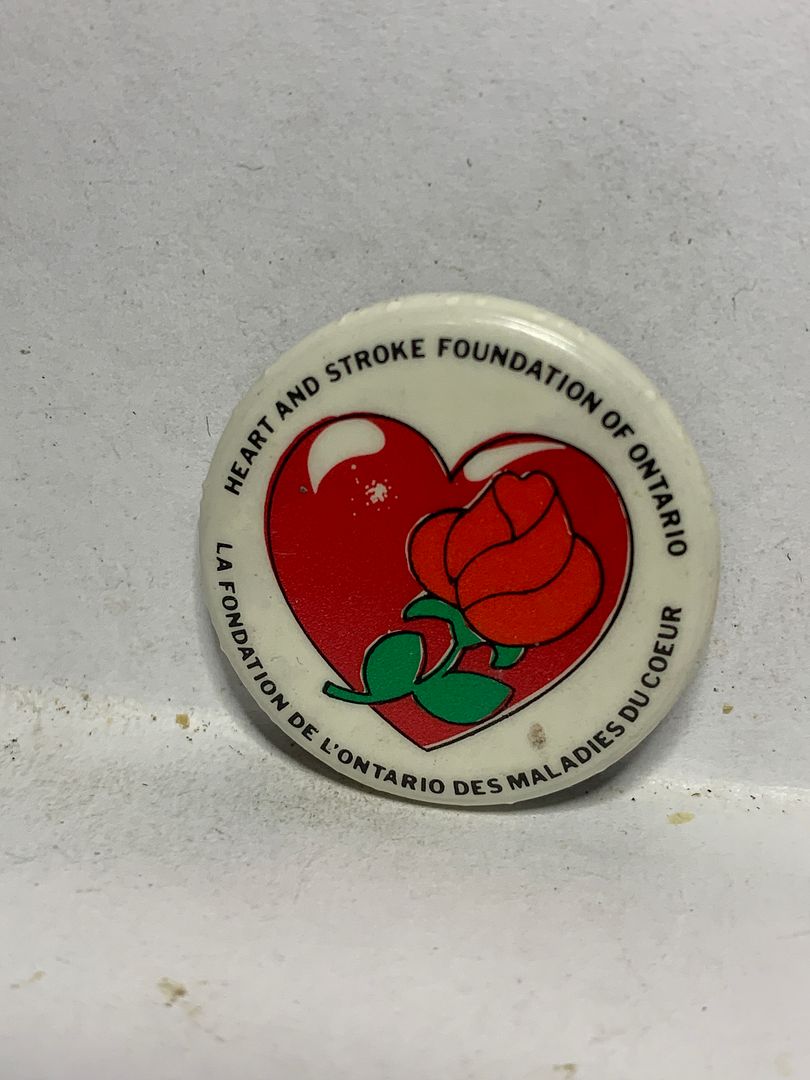 HEART AND STROKE FOUNDATION OF ONTARIO
LA FONDATION DE L'ONTARIO DES MALADIES DU COEUR